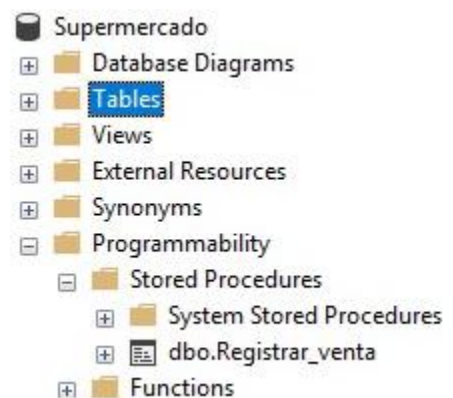 Supermercado
Database Diagrams
Tables
Views
External Resources
Synonyms
Programmability
Stored Procedures
System Stored Procedures
dbo.Registrar_venta
Functions